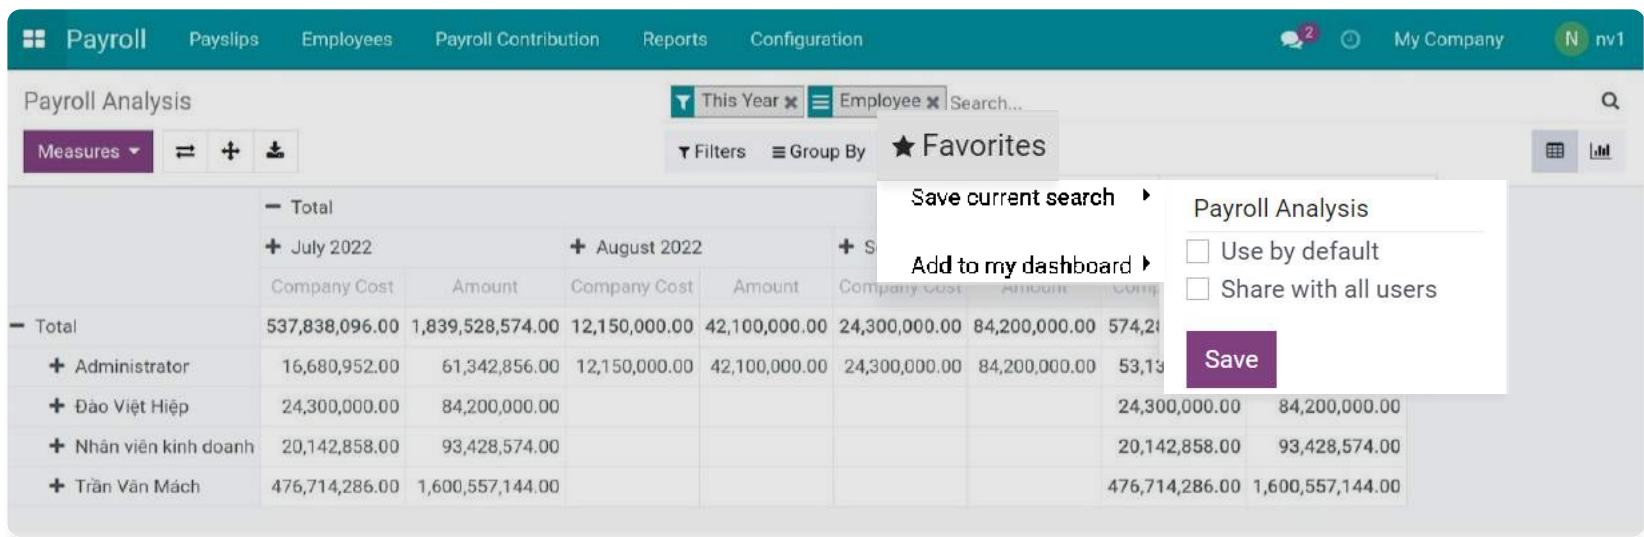 Payroll Payslips Employees Payroll Contribution Reports Configuration 2 My Company N nv1
Payroll Analysis This Year Employee Search...
Measures Filters Group By Favorites
Save current search
Add to my dashboard
Payroll Analysis
Use by default
Share with all users
Save
Total
July 2022 August 2022
Company Cost Amount Company Cost Amount Company Cost Amount
Total 537,838,096.00 1,839,528,574.00 12,150,000.00 42,100,000.00 24,300,000.00 84,200,000.00
Administrator 16,680,952.00 61,342,856.00 12,150,000.00 42,100,000.00 24,300,000.00 84,200,000.00
Đào Việt Hiệp 24,300,000.00 84,200,000.00 24,300,000.00 84,200,000.00
Nhân viên kinh doanh 20,142,858.00 93,428,574.00 20,142,858.00 93,428,574.00
Trần Văn Mách 476,714,286.00 1,600,557,144.00 476,714,286.00 1,600,557,144.00